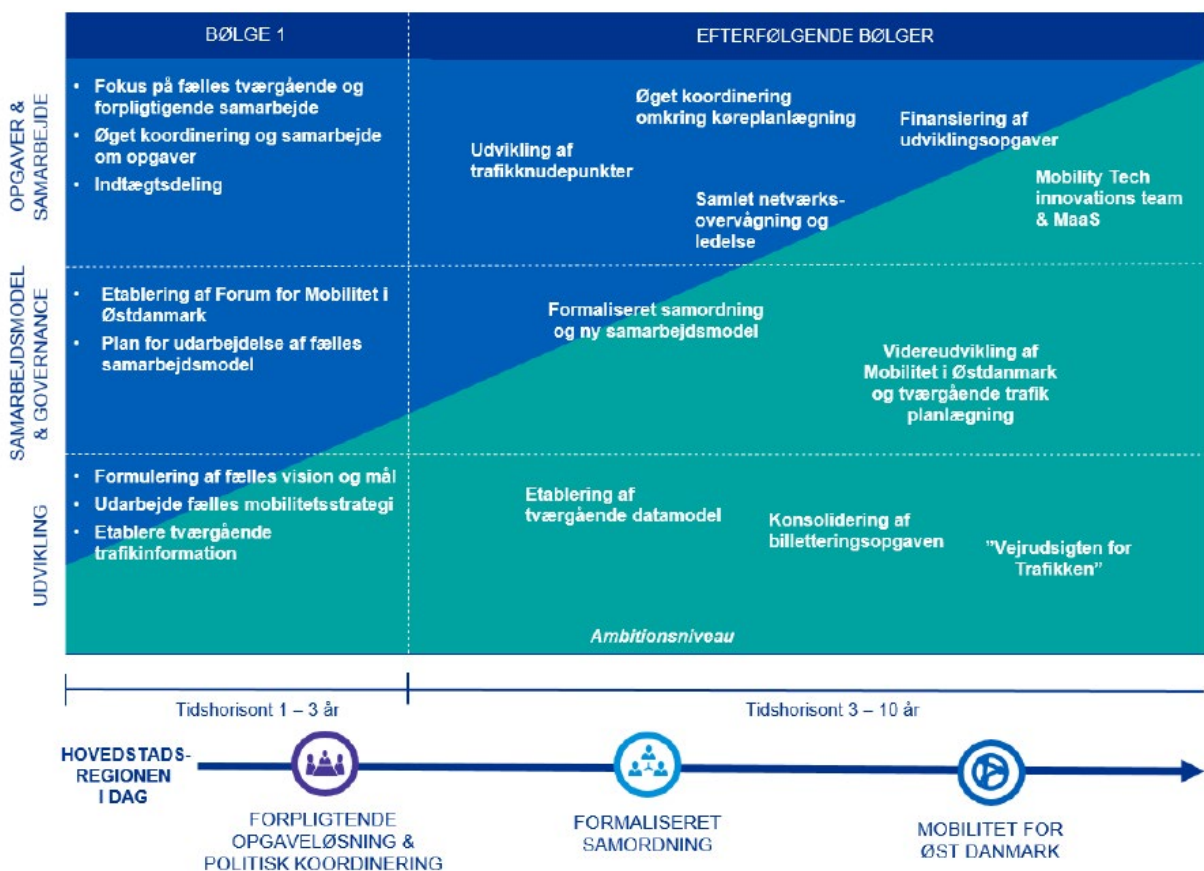 BØLGE 1
EFTERFØLGENDE BØLGER
OPGAVER &
SAMARBEJDE
• Fokus på fælles tværgående og
forpligtigende samarbejde
• Øget koordinering og samarbejde
om opgaver
• Indtægtsdeling
Udvikling af
trafikknudepunkter
Øget koordinering
omkring køreplanlægning
Samlet netværks-
overvågning og
ledelse
Finansiering af
udviklingsopgaver
Mobility Tech
innovations team
& MaaS
SAMARBEJDSMODEL
& GOVERNANCE
• Etablering af Forum for Mobilitet i
Østdanmark
• Plan for udarbejdelse af fælles
samarbejdsmodel
Formaliseret samordning
og ny samarbejdsmodel
Videreudvikling af
Mobilitet i Østdanmark
og tværgående trafik
planlægning
UDVIKLING
• Formulering af fælles vision og mål
• Udarbejde fælles mobilitetsstrategi
• Etablere tværgående
trafikinformation
Etablering af
tværgående datamodel
Konsolidering af
billetteringsopgaven
”Vejrudsigten for
Trafikken”
Ambitionsniveau
Tidshorisont 1 – 3 år
Tidshorisont 3 – 10 år
HOVEDSTADS-
REGIONEN
I DAG
FORPLIGTENDE
OPGAVELØSNING &
POLITISK KOORDINERING
FORMALISERET
SAMORDNING
MOBILITET FOR
ØST DANMARK